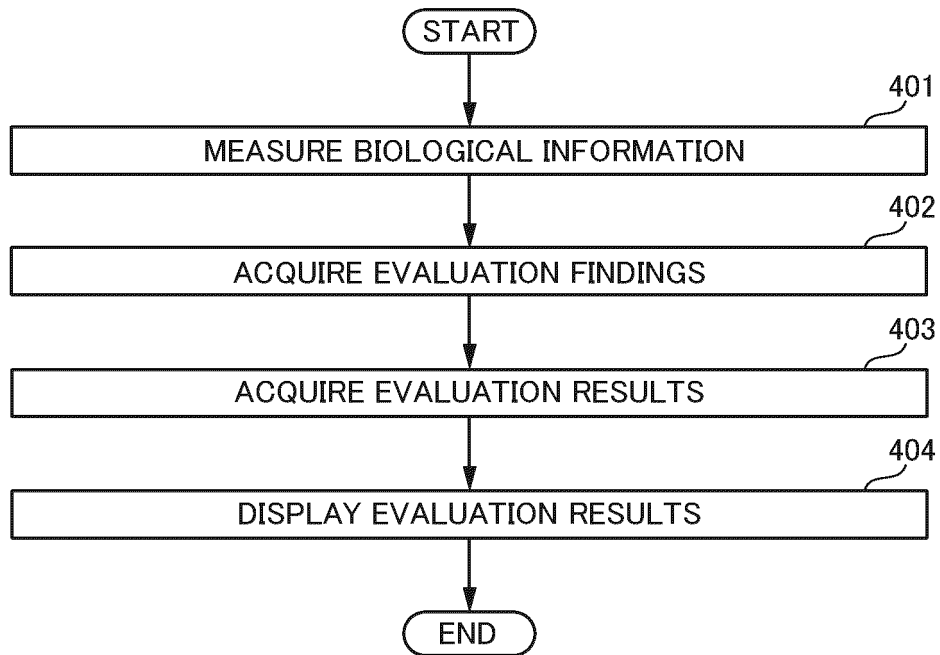 START
401
MEASURE BIOLOGICAL INFORMATION
402
ACQUIRE EVALUATION FINDINGS
403
ACQUIRE EVALUATION RESULTS
404
DISPLAY EVALUATION RESULTS
END